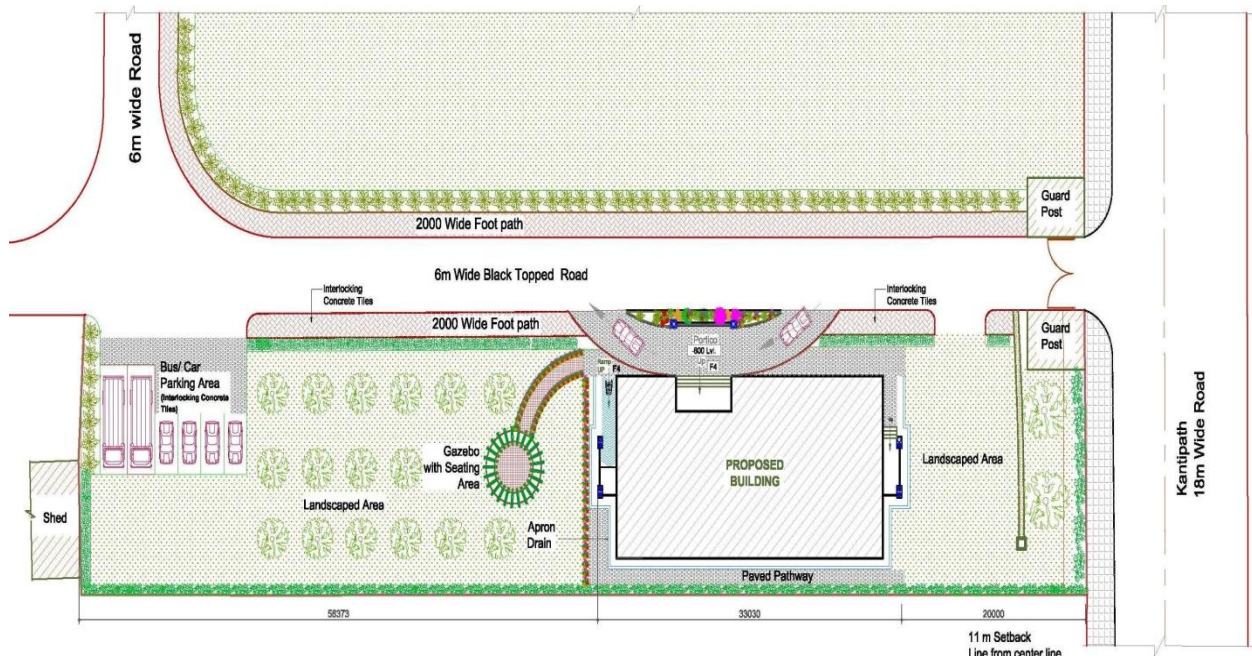 6m wide Road
Guard
Post
2000 Wide Foot path
6m Wide Black Topped Road
Interlocking
Concrete Tiles
Interlocking
Concrete Tiles
2000 Wide Foot path
Guard
Post
Portico
-600 Lvl.
Up
F4
Ramp
UP
F4
Bus/ Car
Parking Area
(Interlocking Concrete
Tiles)
Gazebo
with Seating
Area
PROPOSED
BUILDING
Landscaped Area
Kantipath
18m Wide Road
Landscaped Area
Shed
Apron
Drain
Paved Pathway
58373
33030
20000
11 m Setback
Line from center line